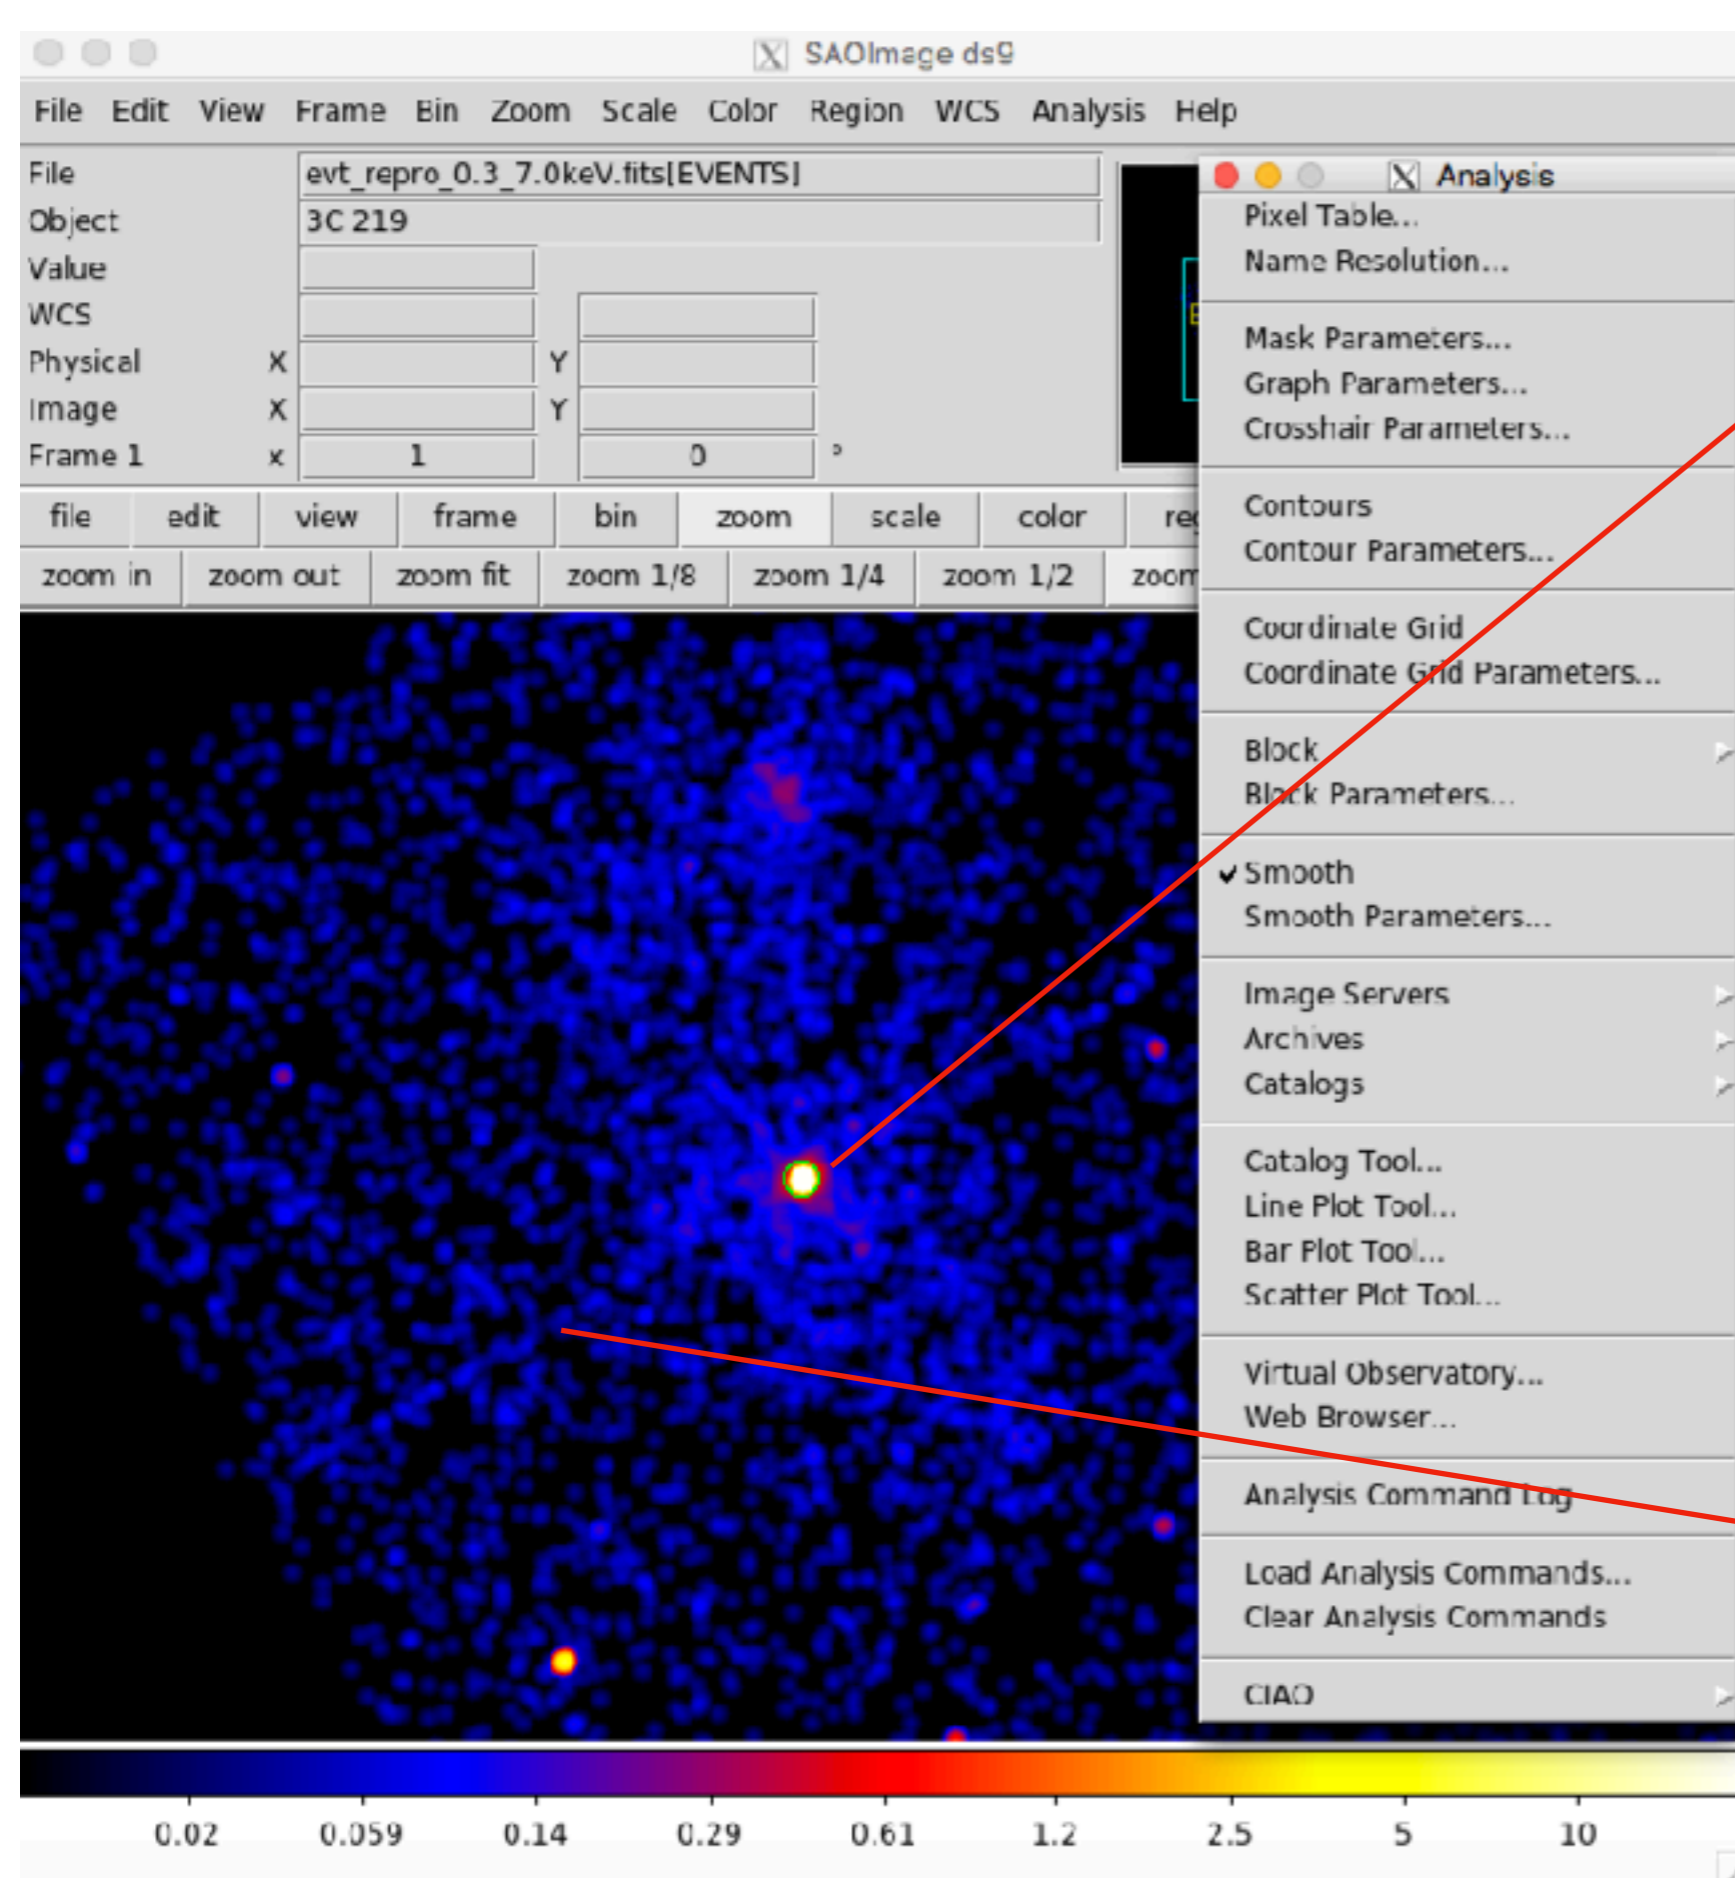 SAOImage ds9
File Edit View Frame Bin Zoom Scale Color Region WCS Analysis Help
File evt_repro_0.3_7.0keV.fits[EVENTS]
Object 3C 219
Value
WCS
Physical X Y
Image X Y
Frame 1 x 1 0 °
file edit view frame bin zoom scale color
zoom in zoom out zoom fit zoom 1/8 zoom 1/4 zoom 1/2 zoom
Analysis
Pixel Table...
Name Resolution...
Mask Parameters...
Graph Parameters...
Crosshair Parameters...
Contours
Contour Parameters...
Coordinate Grid
Coordinate Grid Parameters...
Block
Block Parameters...
Smooth
Smooth Parameters...
Image Servers
Archives
Catalogs
Catalog Tool...
Line Plot Tool...
Bar Plot Tool...
Scatter Plot Tool...
Virtual Observatory...
Web Browser...
Analysis Command Log
Load Analysis Commands...
Clear Analysis Commands
CIAO
0.02 0.059 0.14 0.29 0.61 1.2 2.5 5 10